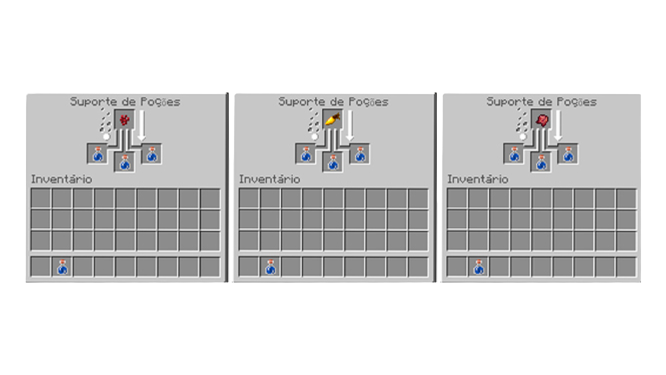 Suporte de Poções
Inventário
Suporte de Poções
Inventário
Suporte de Poções
Inventário